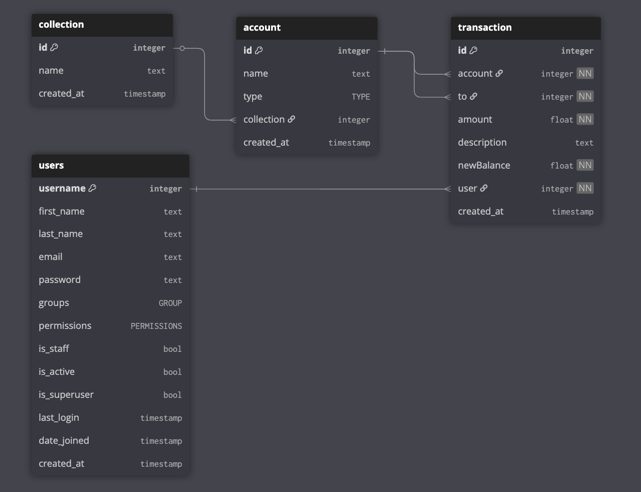 collection
id integer
name text
created_at timestamp
account
id integer
name text
type TYPE
collection integer
created_at timestamp
transaction
id integer
account integer NN
to integer NN
amount float NN
description text
newBalance float NN
user integer NN
created_at timestamp
users
username integer
first_name text
last_name text
email text
password text
groups GROUP
permissions PERMISSIONS
is_staff bool
is_active bool
is_superuser bool
last_login timestamp
date_joined timestamp
created_at timestamp